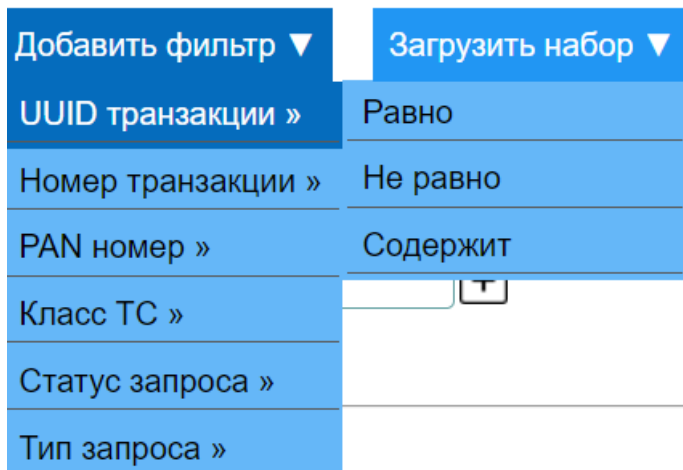 Добавить фильтр ▼ Загрузить набор ▼
UUID транзакции » Равно
Номер транзакции » Не равно
PAN номер » Содержит
Класс ТС »
Статус запроса »
Тип запроса »